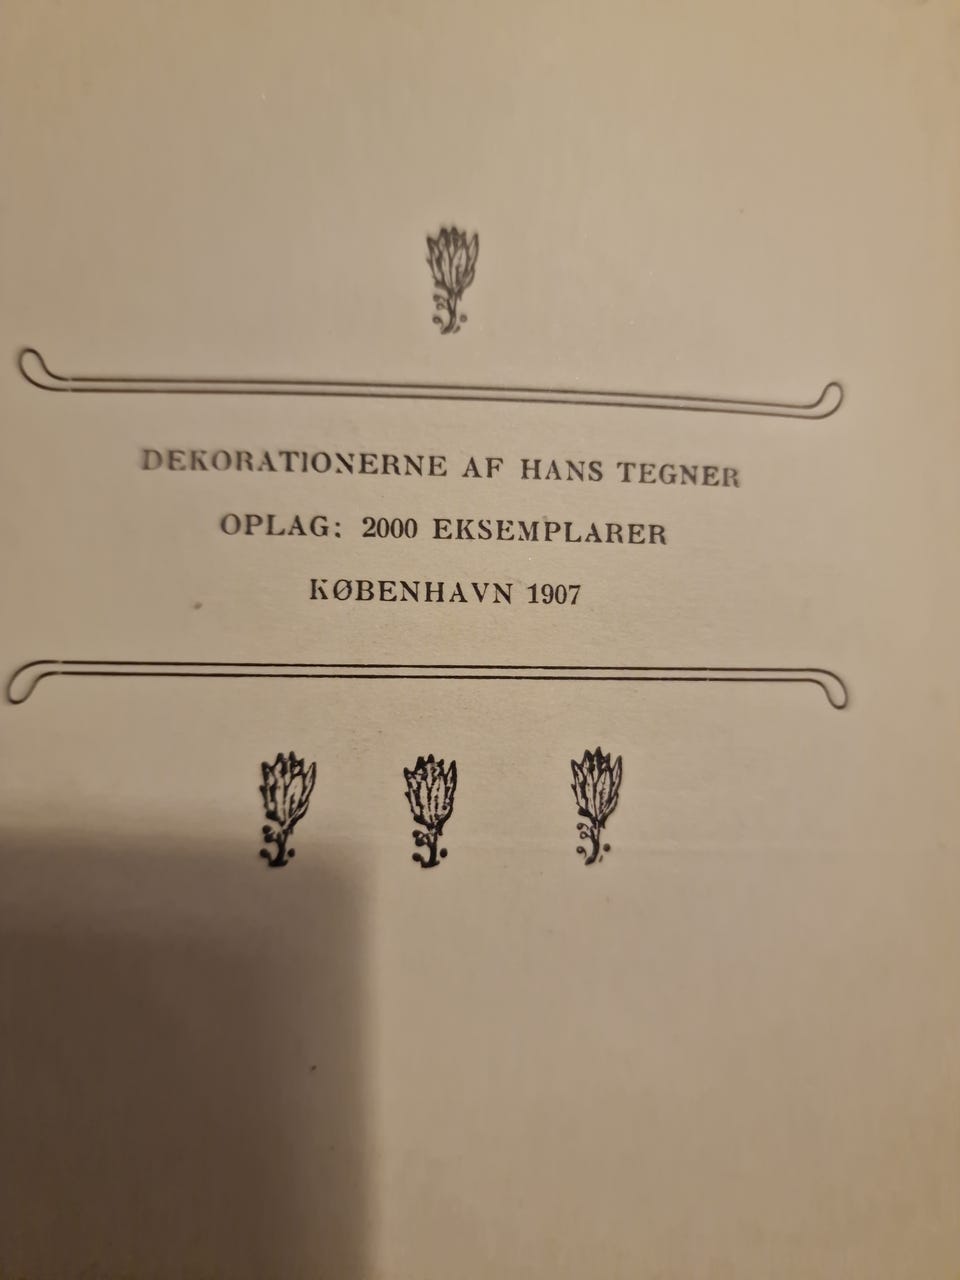 DEKORATIONERNE AF HANS TEGNER
OPLAG: 2000 EKSEMPLARER
KØBENHAVN 1907